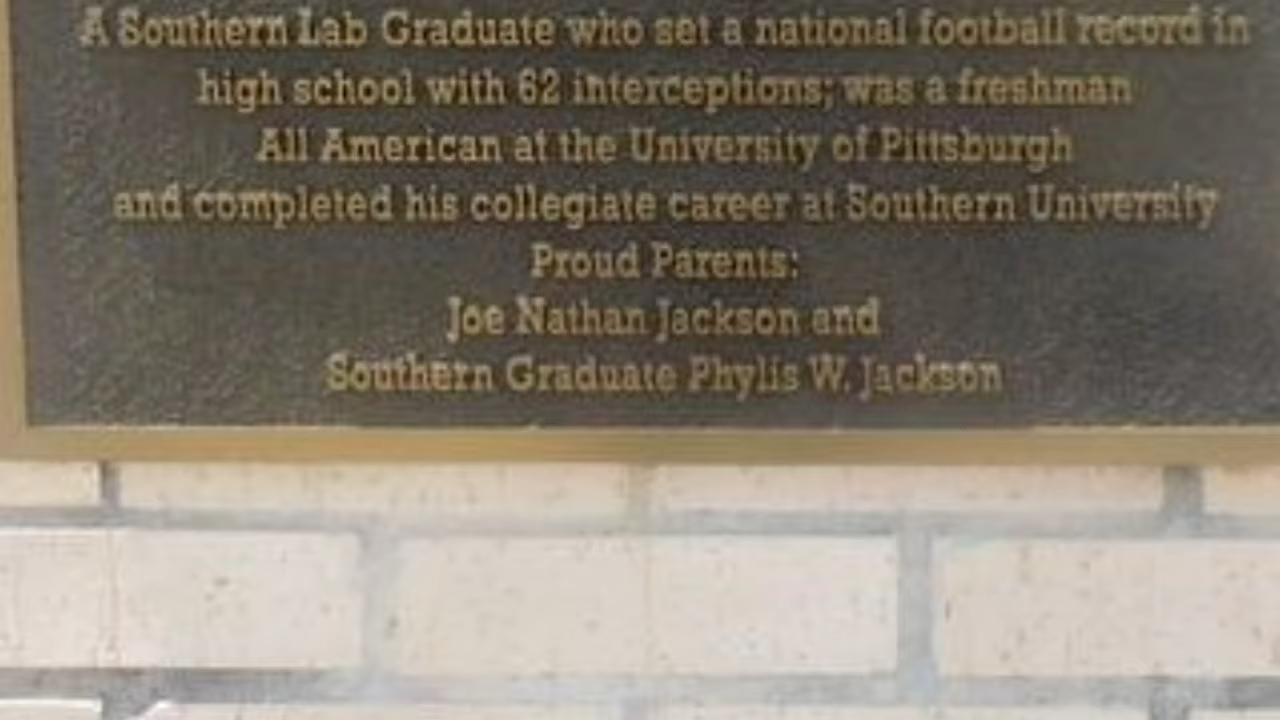 A Southern Lab Graduate who set a national football record in
high school with 62 interceptions; was a freshman
All American at the University of Pittsburgh
and completed his collegiate career at Southern University
Proud Parents:
Joe Nathan Jackson and
Southern Graduate Phylis W. Jackson